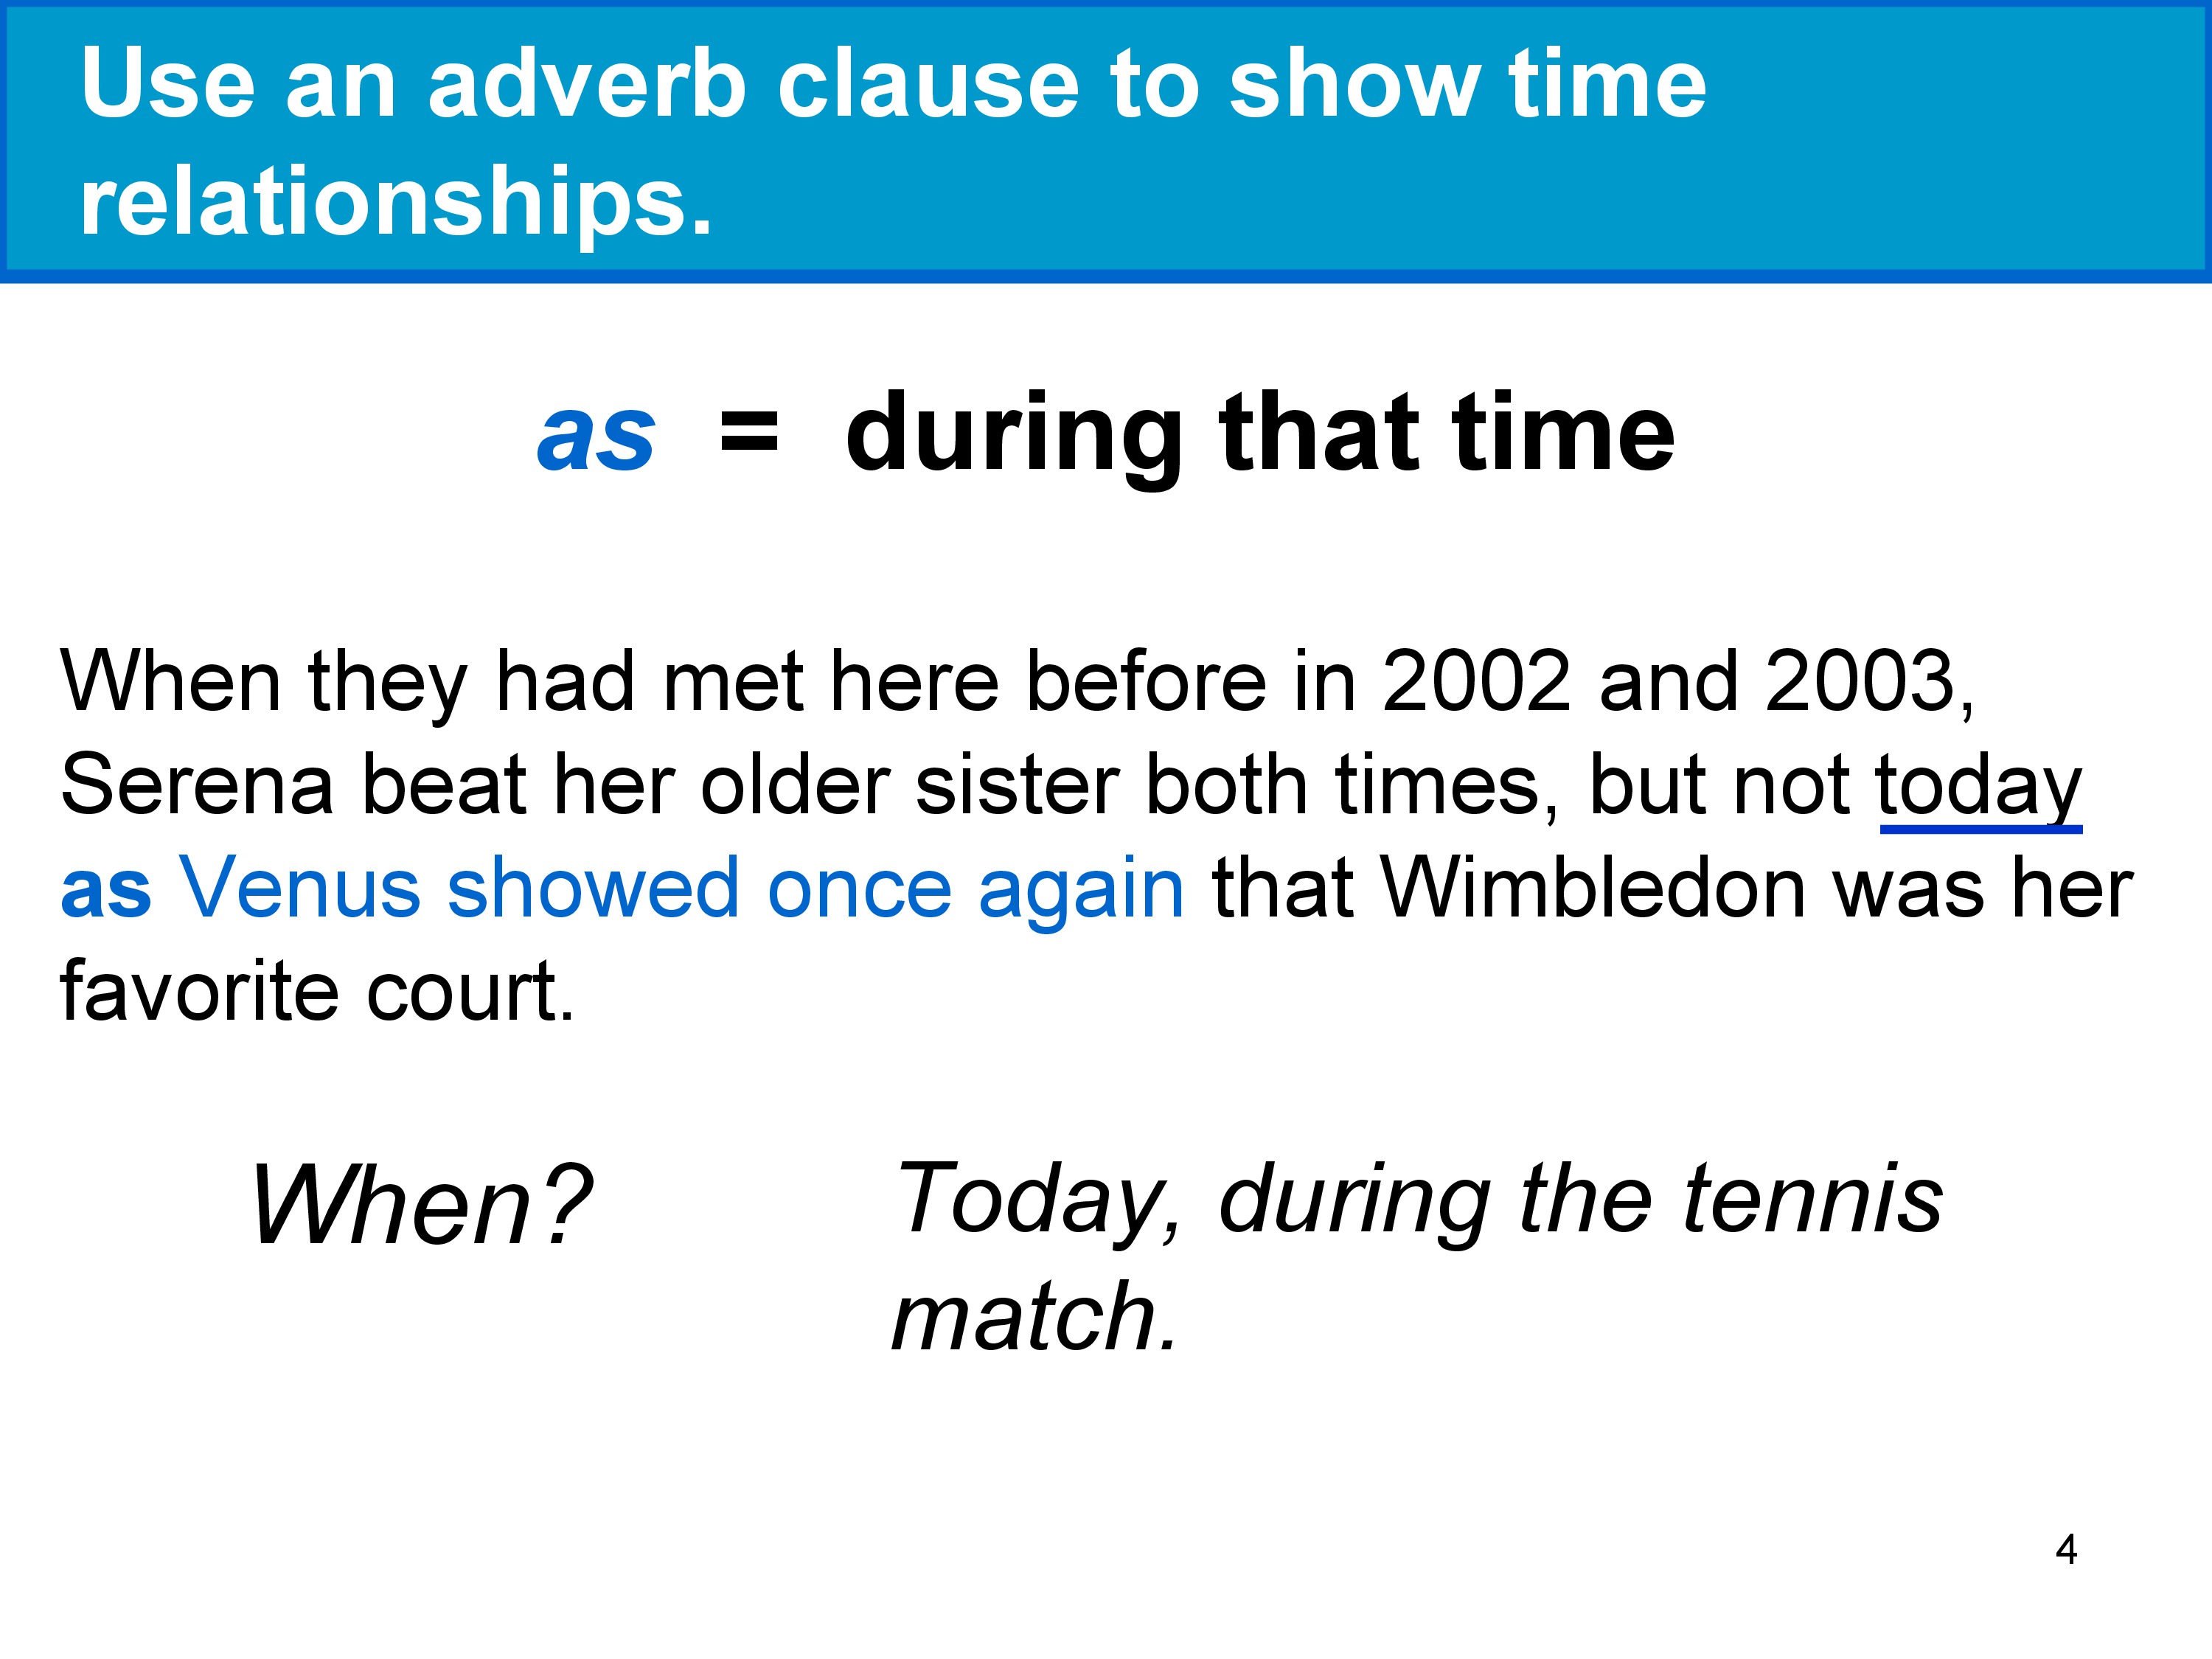 Use an adverb clause to show time
relationships.
as = during that time
When they had met here before in 2002 and 2003,
Serena beat her older sister both times, but not today
as Venus showed once again that Wimbledon was her
favorite court.
When?
Today, during the tennis
match.
4